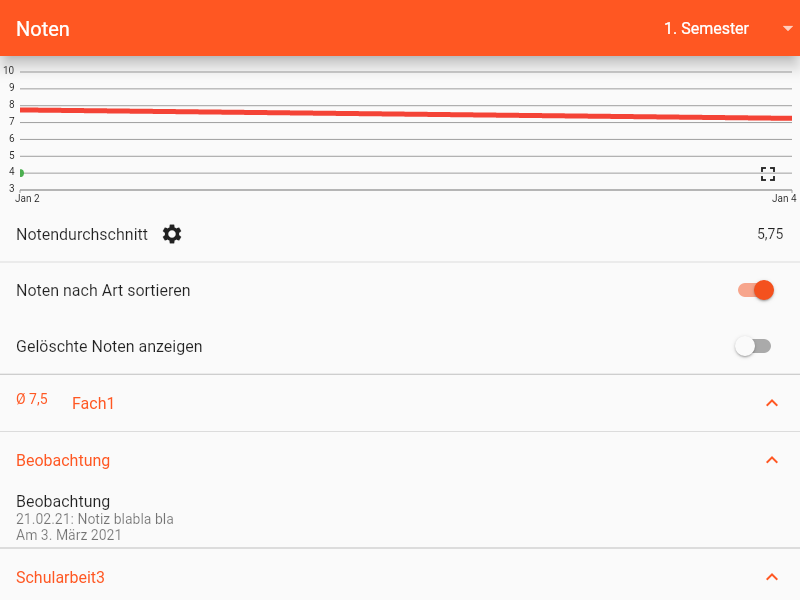 Noten
1. Semester
10
9
8
7
6
5
4
3
Jan 2
Jan 4
Notendurchschnitt
5,75
Noten nach Art sortieren
Gelöschte Noten anzeigen
Ø 7,5
Fach1
Beobachtung
Beobachtung
21.02.21: Notiz blabla bla
Am 3. März 2021
Schularbeit3